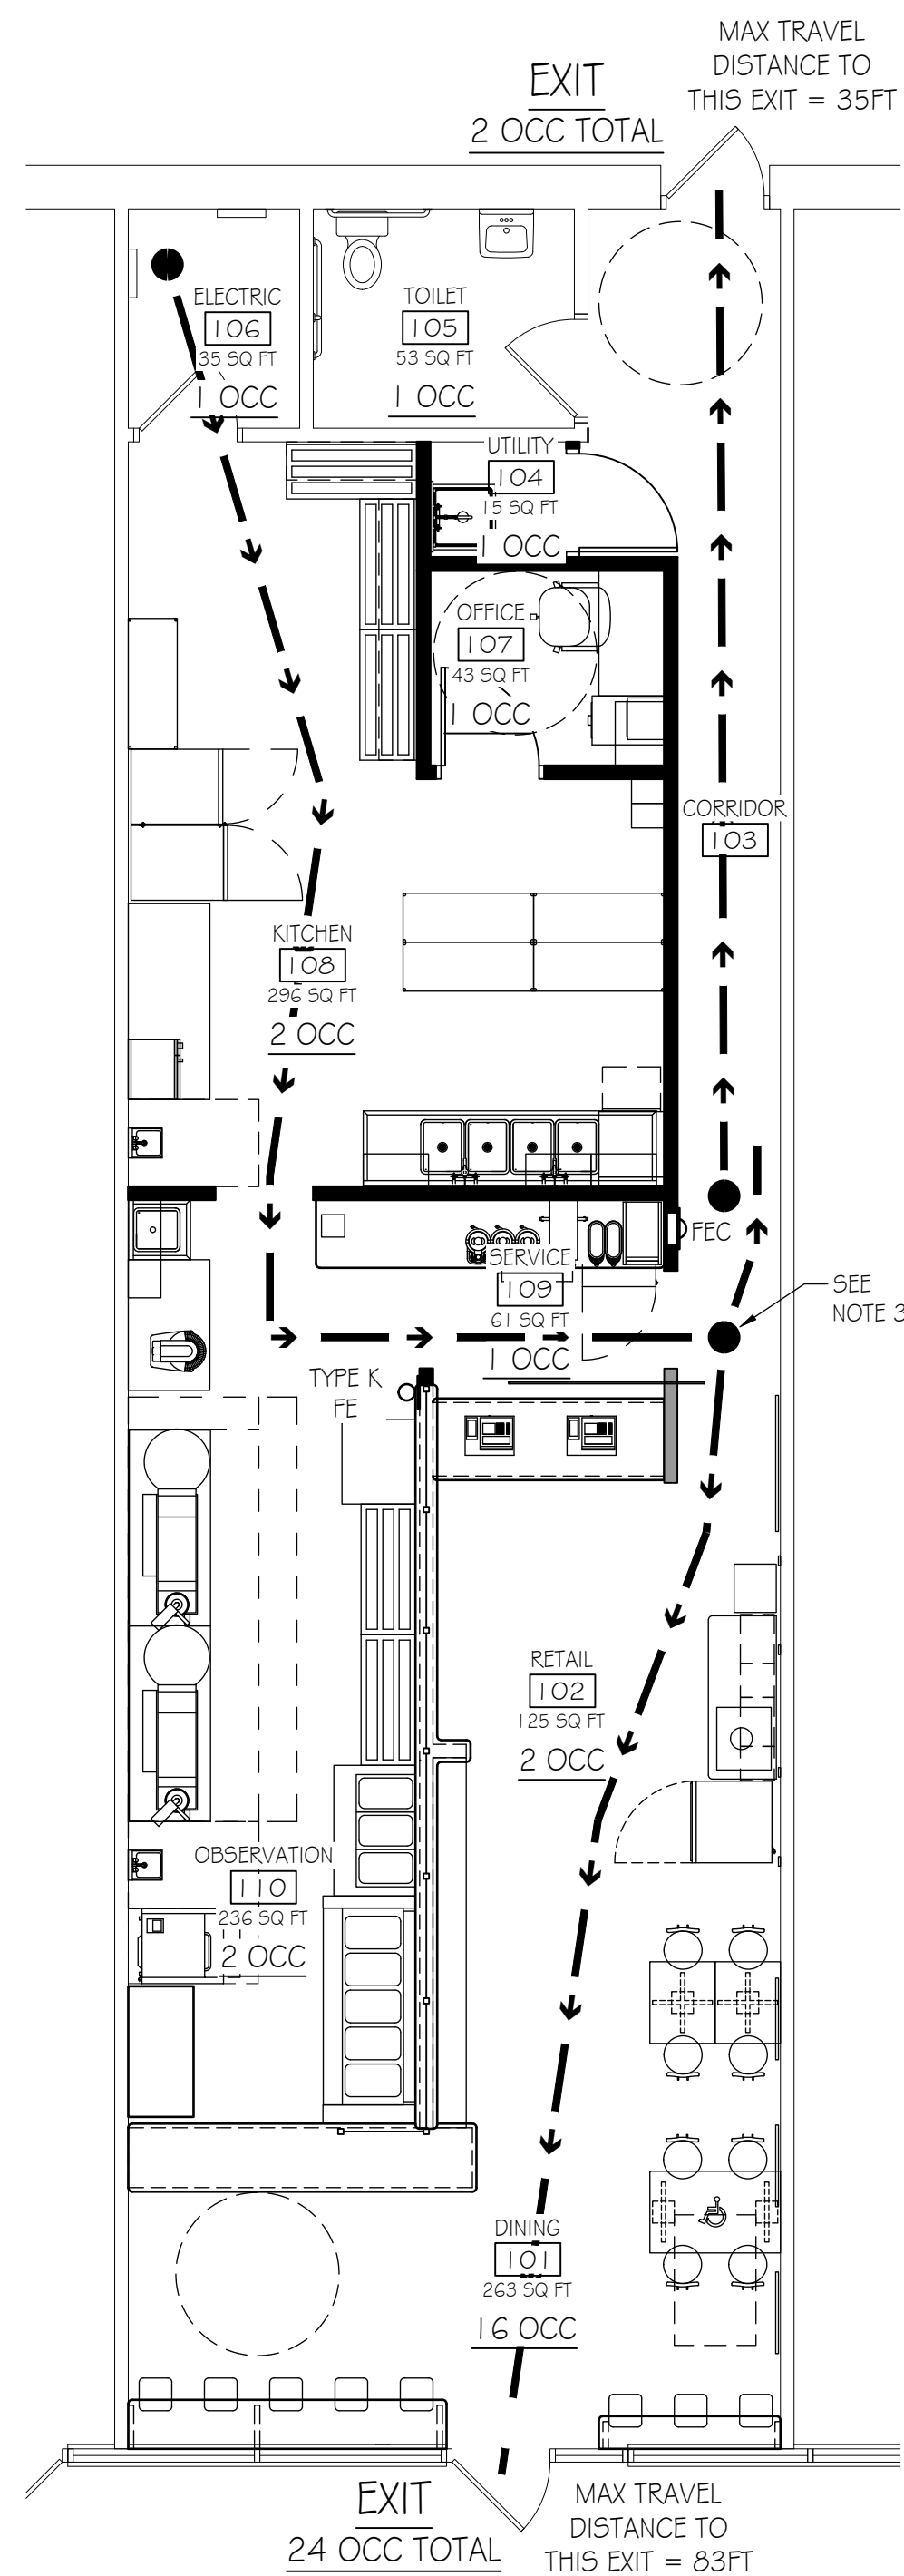 MAX TRAVEL
DISTANCE TO
THIS EXIT = 35FT
EXIT
2 OCC TOTAL
ELECTRIC
106
35 SQ FT
1 OCC
TOILET
105
53 SQ FT
1 OCC
UTILITY
104
15 SQ FT
1 OCC
OFFICE
107
43 SQ FT
1 OCC
CORRIDOR
103
KITCHEN
108
296 SQ FT
2 OCC
FEC
SERVICE
109
61 SQ FT
1 OCC
SEE
NOTE 3
TYPE K
FE
RETAIL
102
125 SQ FT
2 OCC
OBSERVATION
110
236 SQ FT
2 OCC
DINING
101
263 SQ FT
16 OCC
EXIT
24 OCC TOTAL
MAX TRAVEL
DISTANCE TO
THIS EXIT = 83FT